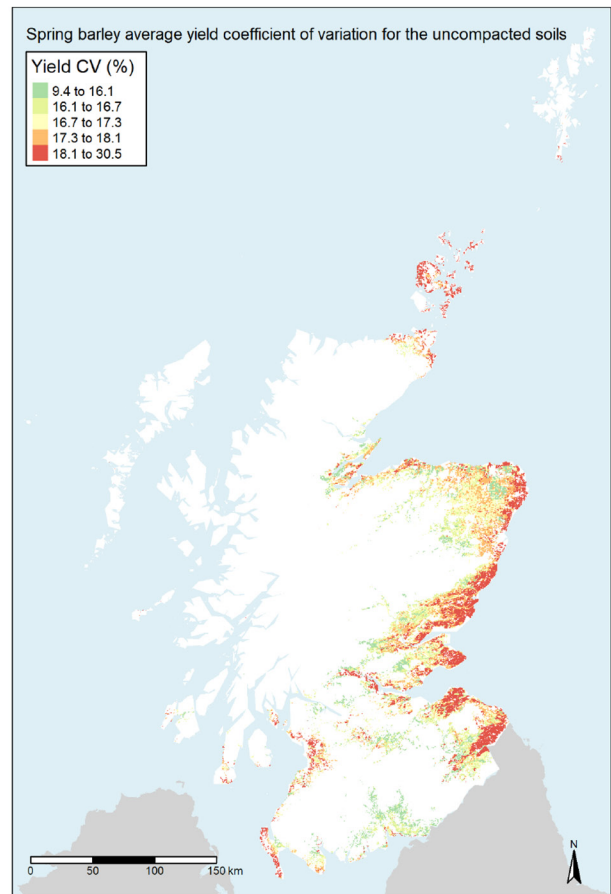 Spring barley average yield coefficient of variation for the uncompacted soils
Yield CV (%)
9.4 to 16.1
16.1 to 16.7
16.7 to 17.3
17.3 to 18.1
18.1 to 30.5
N
0 50 100 150 km